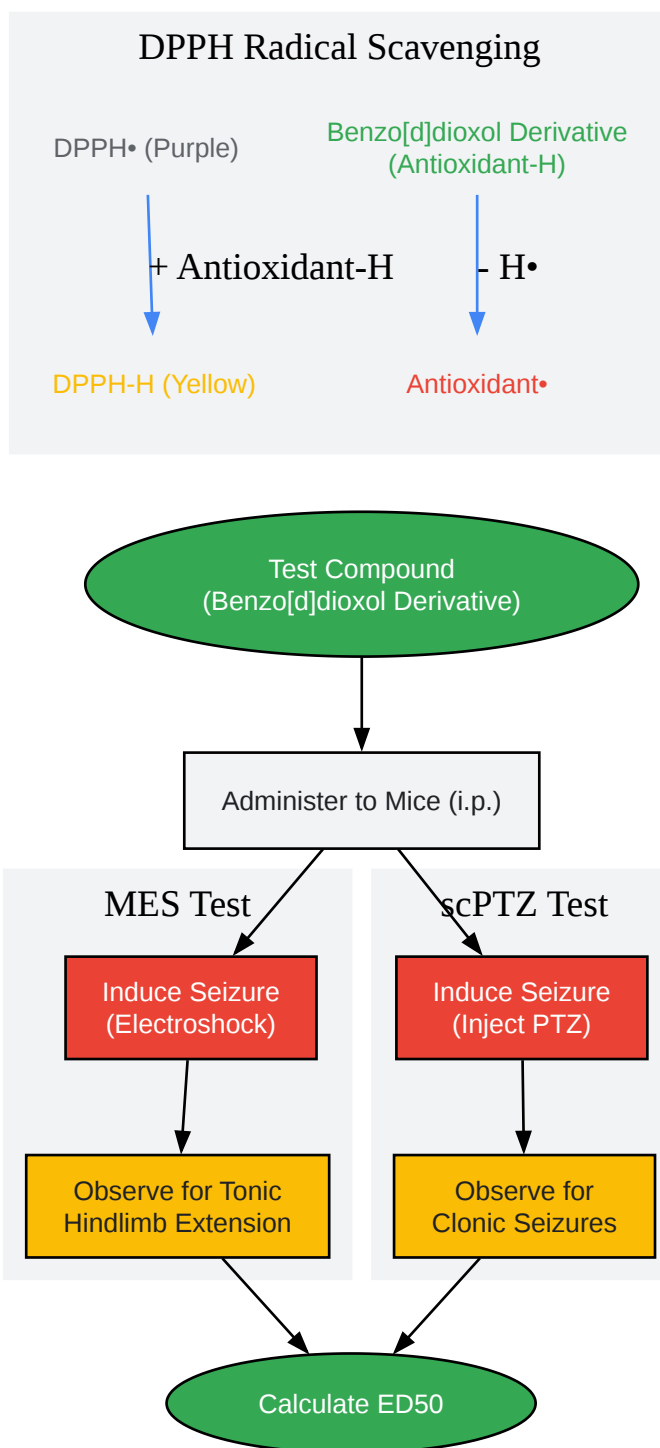 DPPH Radical Scavenging
DPPH• (Purple)
Benzo[d]dioxol Derivative
(Antioxidant-H)
+ Antioxidant-H
- H•
DPPH-H (Yellow)
Antioxidant•
Test Compound
(Benzo[d]dioxol Derivative)
Administer to Mice (i.p.)
MES Test
scPTZ Test
Induce Seizure
(Electroshock)
Induce Seizure
(Inject PTZ)
Observe for Tonic
Hindlimb Extension
Observe for
Clonic Seizures
Calculate ED50